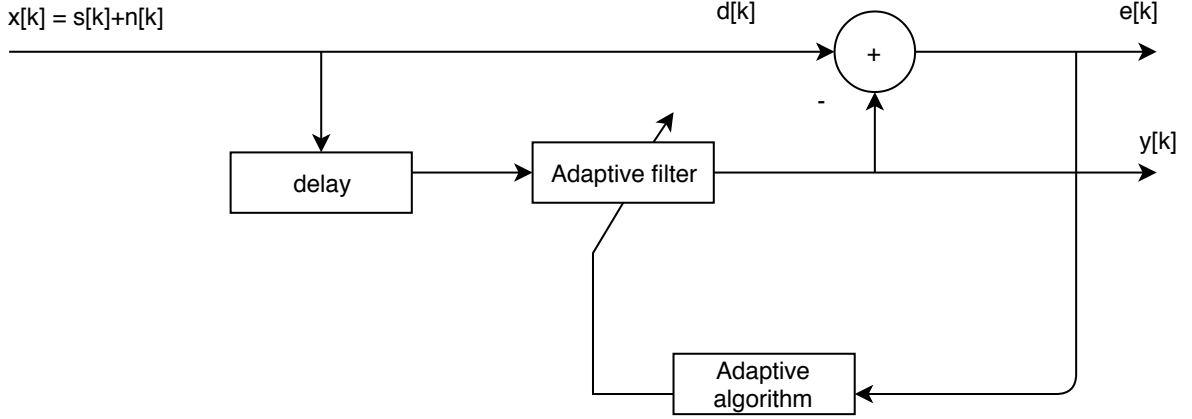 x[k] = s[k]+n[k]
d[k]
e[k]
+
-
y[k]
delay
Adaptive filter
Adaptive
algorithm